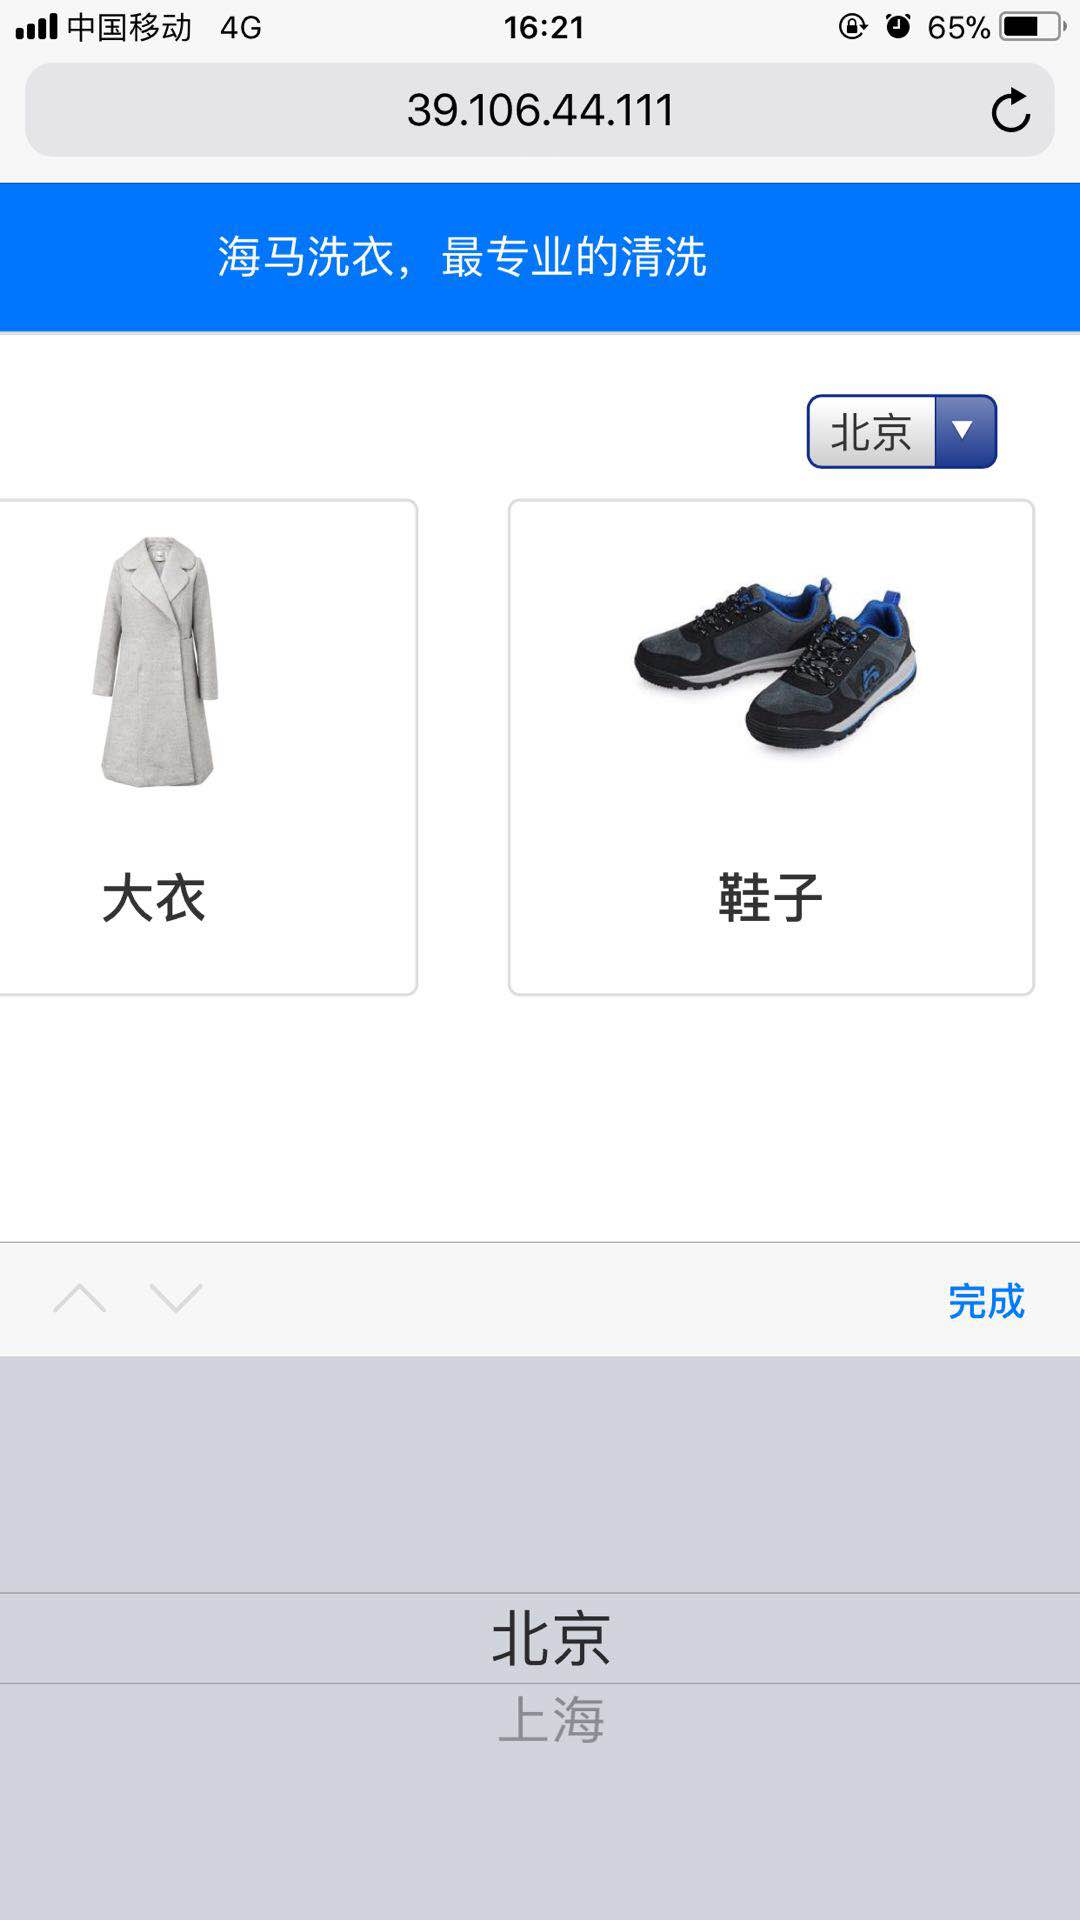 中国移动 4G 16:21 65%
39.106.44.111
海马洗衣，最专业的清洗
北京
大衣 鞋子
完成
北京
上海